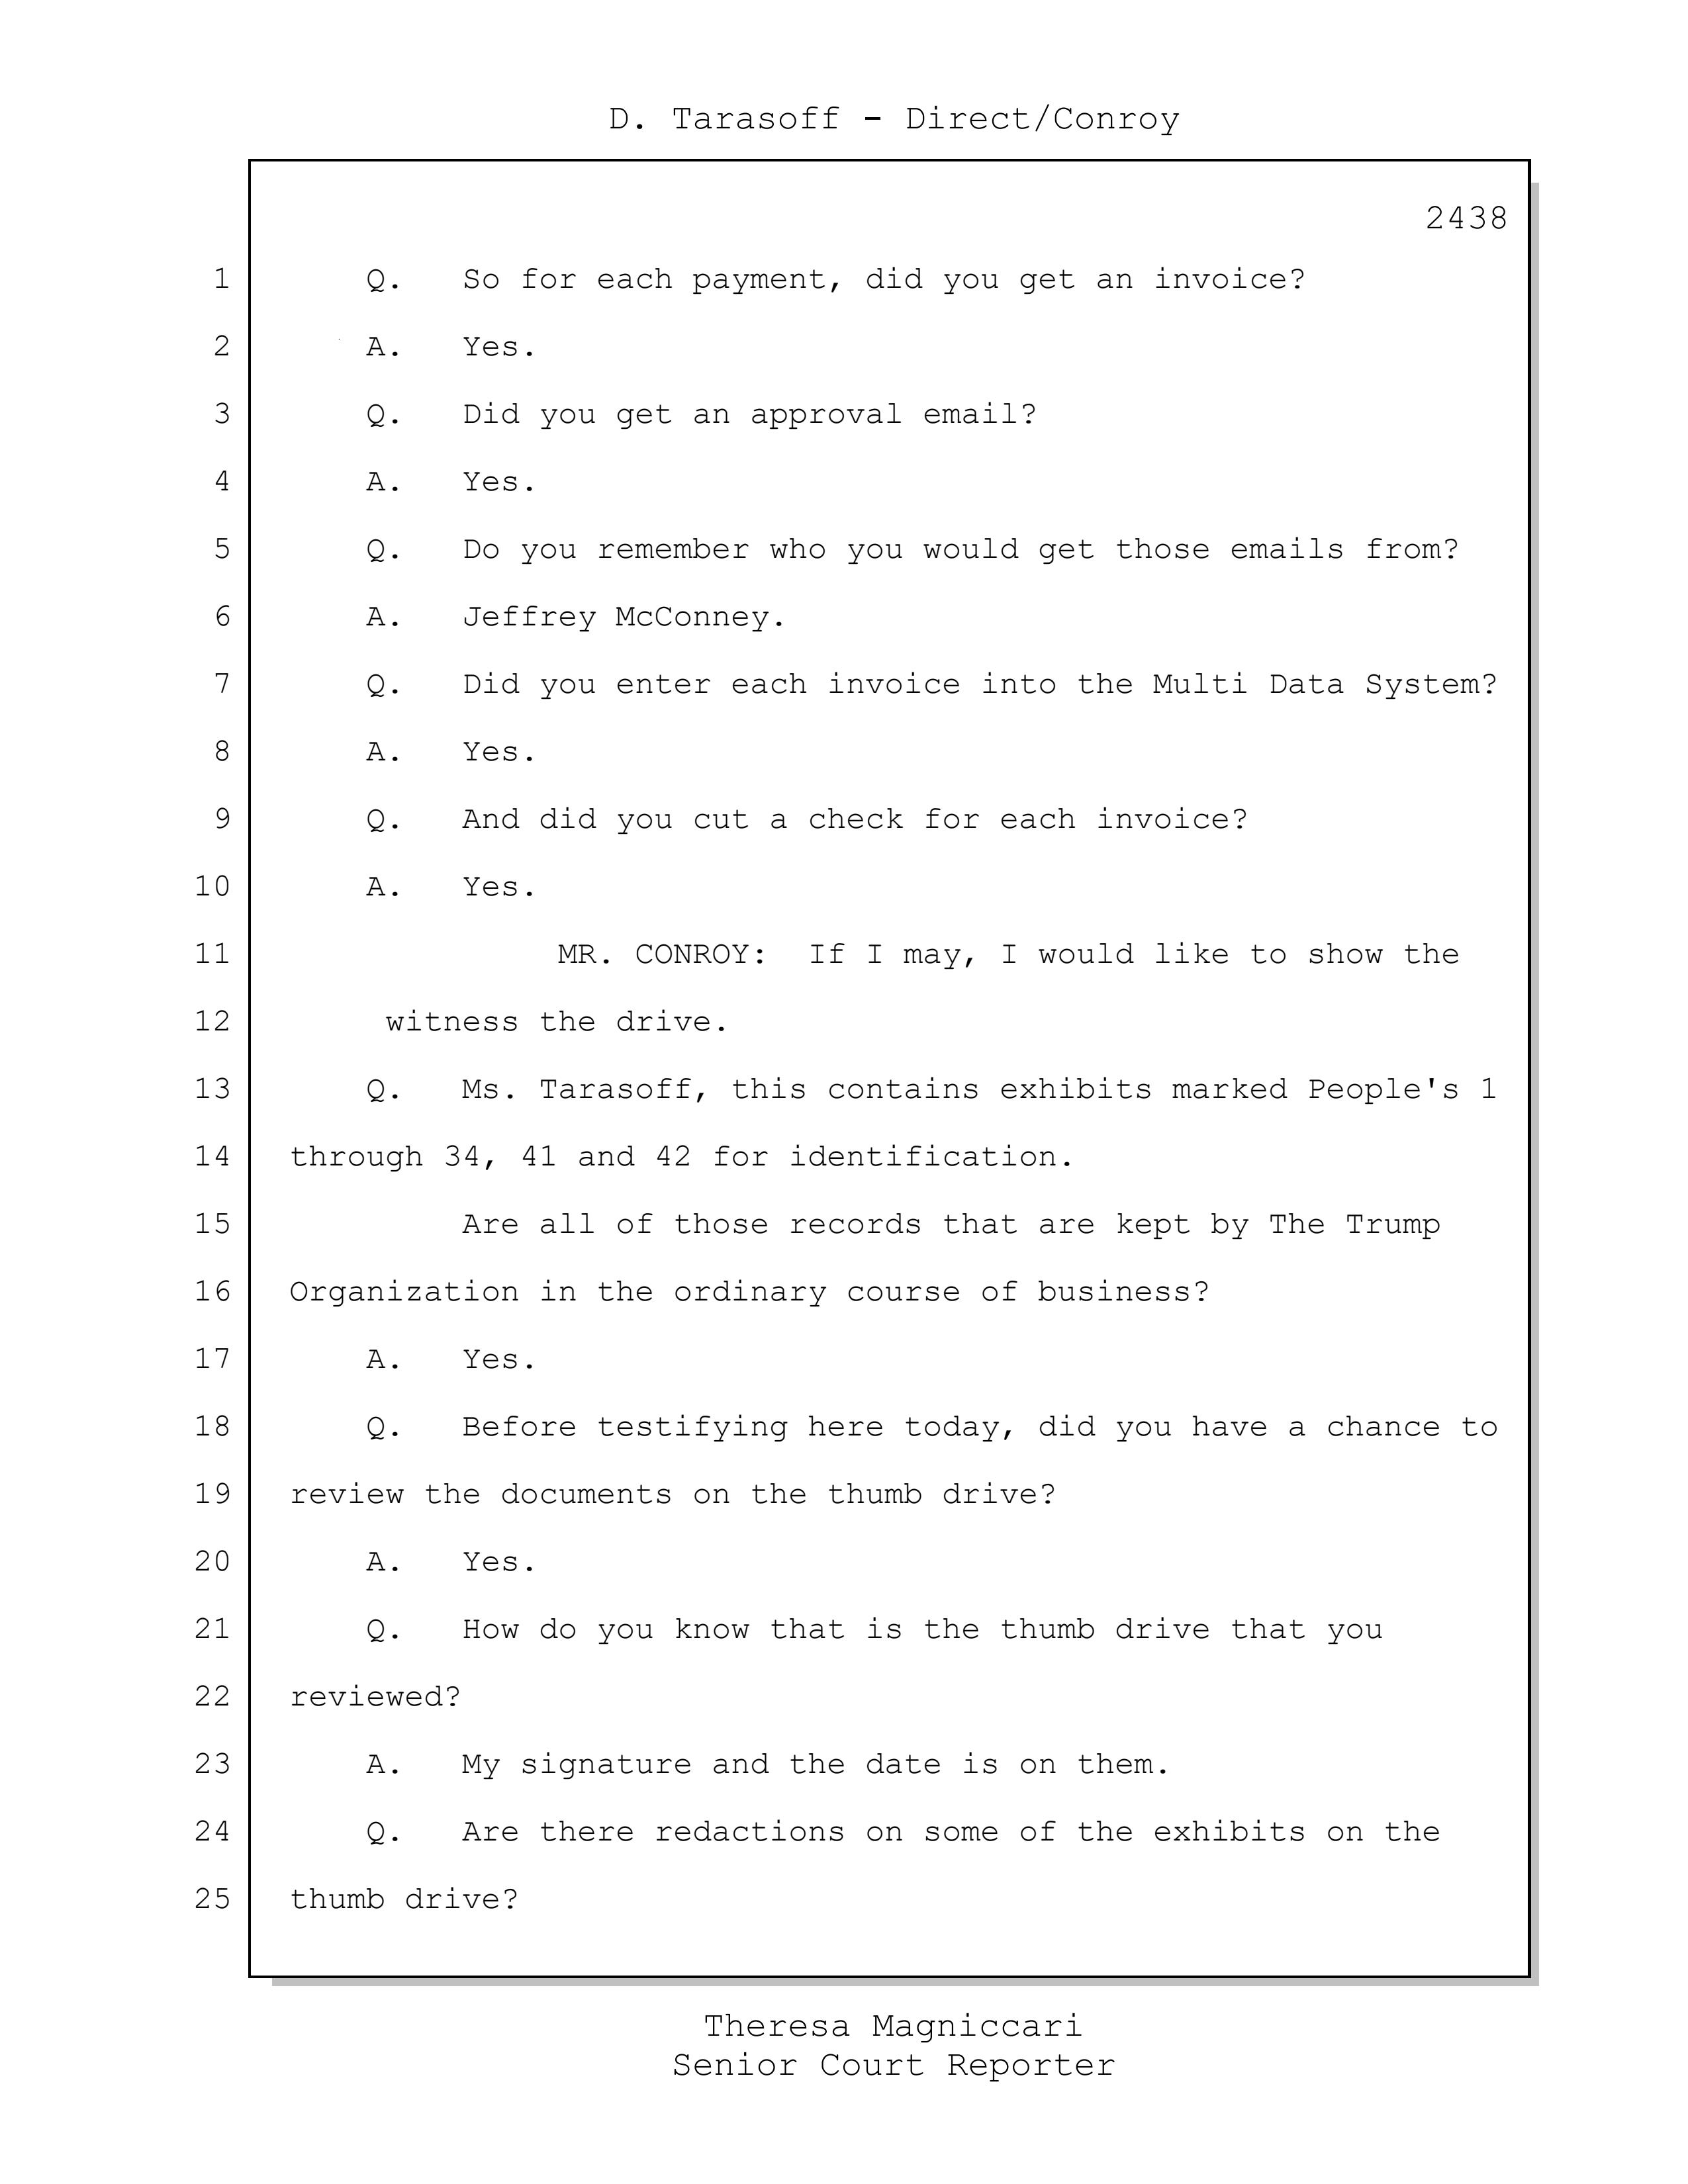 D. Tarasoff - Direct/Conroy
2438
1 Q. So for each payment, did you get an invoice?
2 A. Yes.
3 Q. Did you get an approval email?
4 A. Yes.
5 Q. Do you remember who you would get those emails from?
6 A. Jeffrey McConney.
7 Q. Did you enter each invoice into the Multi Data System?
8 A. Yes.
9 Q. And did you cut a check for each invoice?
10 A. Yes.
11 MR. CONROY: If I may, I would like to show the
12 witness the drive.
13 Q. Ms. Tarasoff, this contains exhibits marked People's 1
14 through 34, 41 and 42 for identification.
15 Are all of those records that are kept by The Trump
16 Organization in the ordinary course of business?
17 A. Yes.
18 Q. Before testifying here today, did you have a chance to
19 review the documents on the thumb drive?
20 A. Yes.
21 Q. How do you know that is the thumb drive that you
22 reviewed?
23 A. My signature and the date is on them.
24 Q. Are there redactions on some of the exhibits on the
25 thumb drive?
Theresa Magniccari
Senior Court Reporter